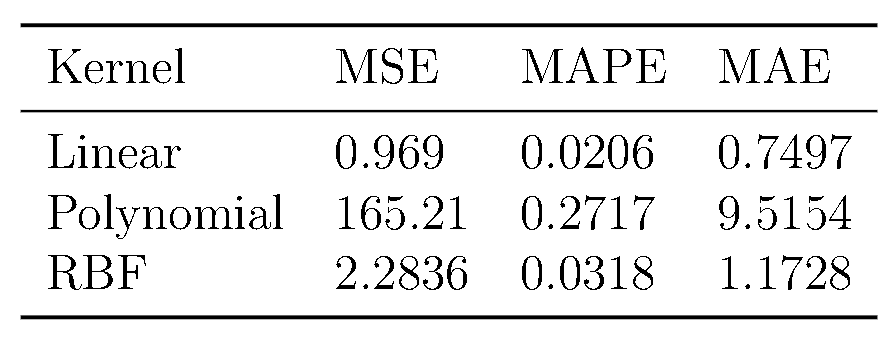 Kernel MSE MAPE MAE
Linear 0.969 0.0206 0.7497
Polynomial 165.21 0.2717 9.5154
RBF 2.2836 0.0318 1.1728